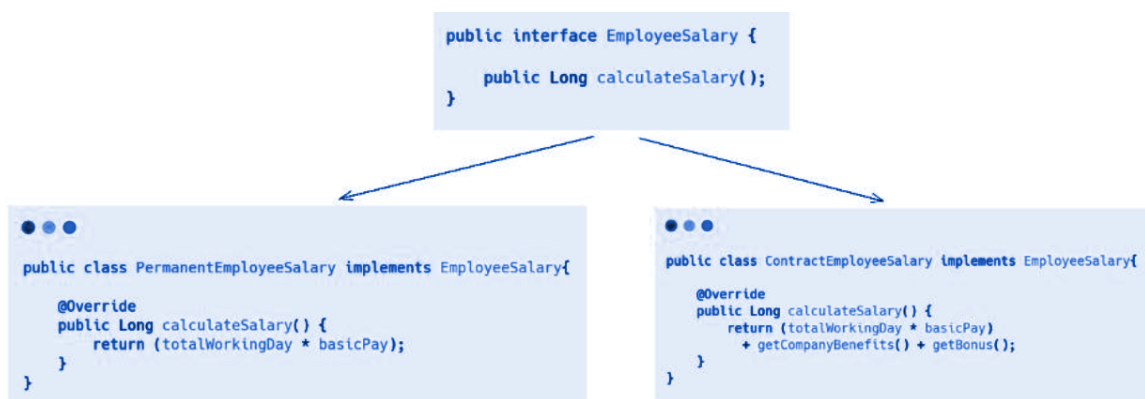 public interface EmployeeSalary {
public Long calculateSalary();
}
public class PermanentEmployeeSalary implements EmployeeSalary{
@Override
public Long calculateSalary() {
return (totalWorkingDay * basicPay);
}
}
public class ContractEmployeeSalary implements EmployeeSalary{
@Override
public Long calculateSalary() {
return (totalWorkingDay * basicPay)
+ getCompanyBenefits() + getBonus();
}
}